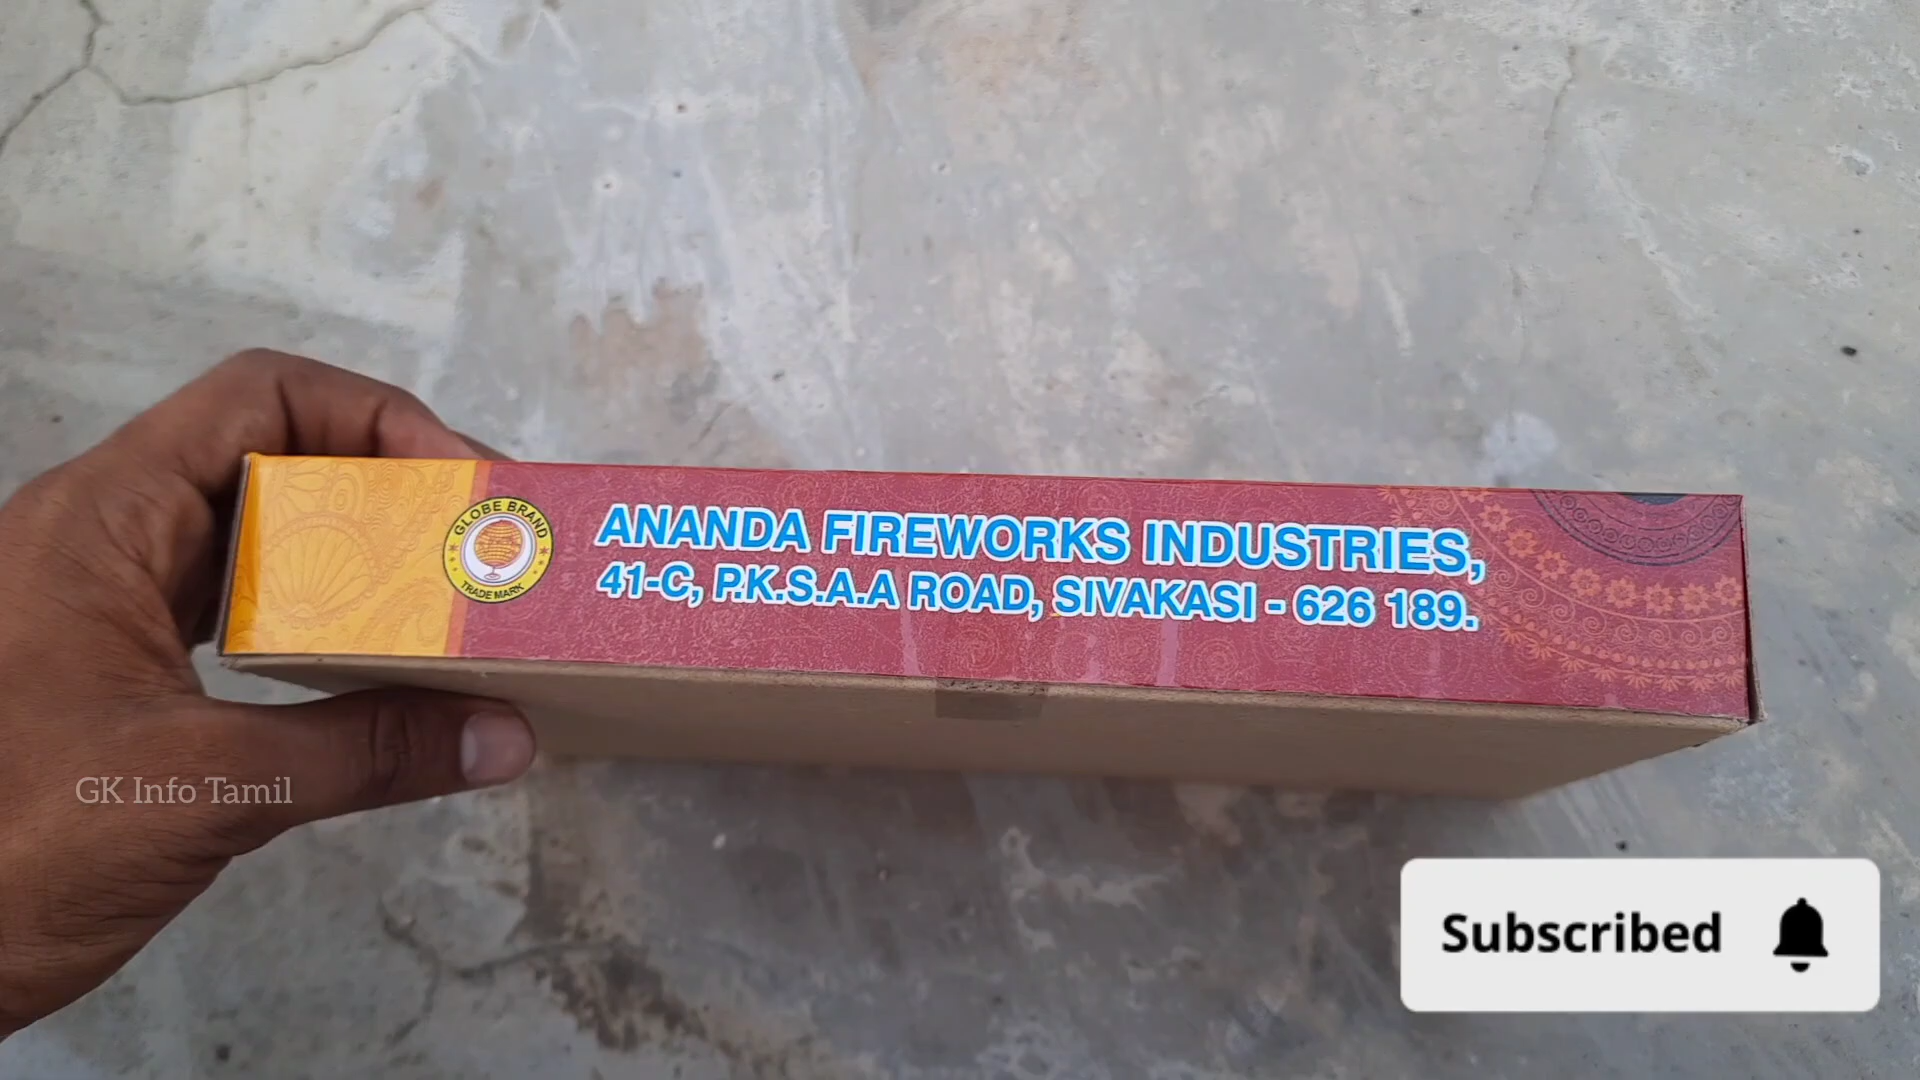 GLOBE BRAND
TRADE MARK
ANANDA FIREWORKS INDUSTRIES,
41-C, P.K.S.A.A ROAD, SIVAKASI - 626 189.
GK Info Tamil
Subscribed